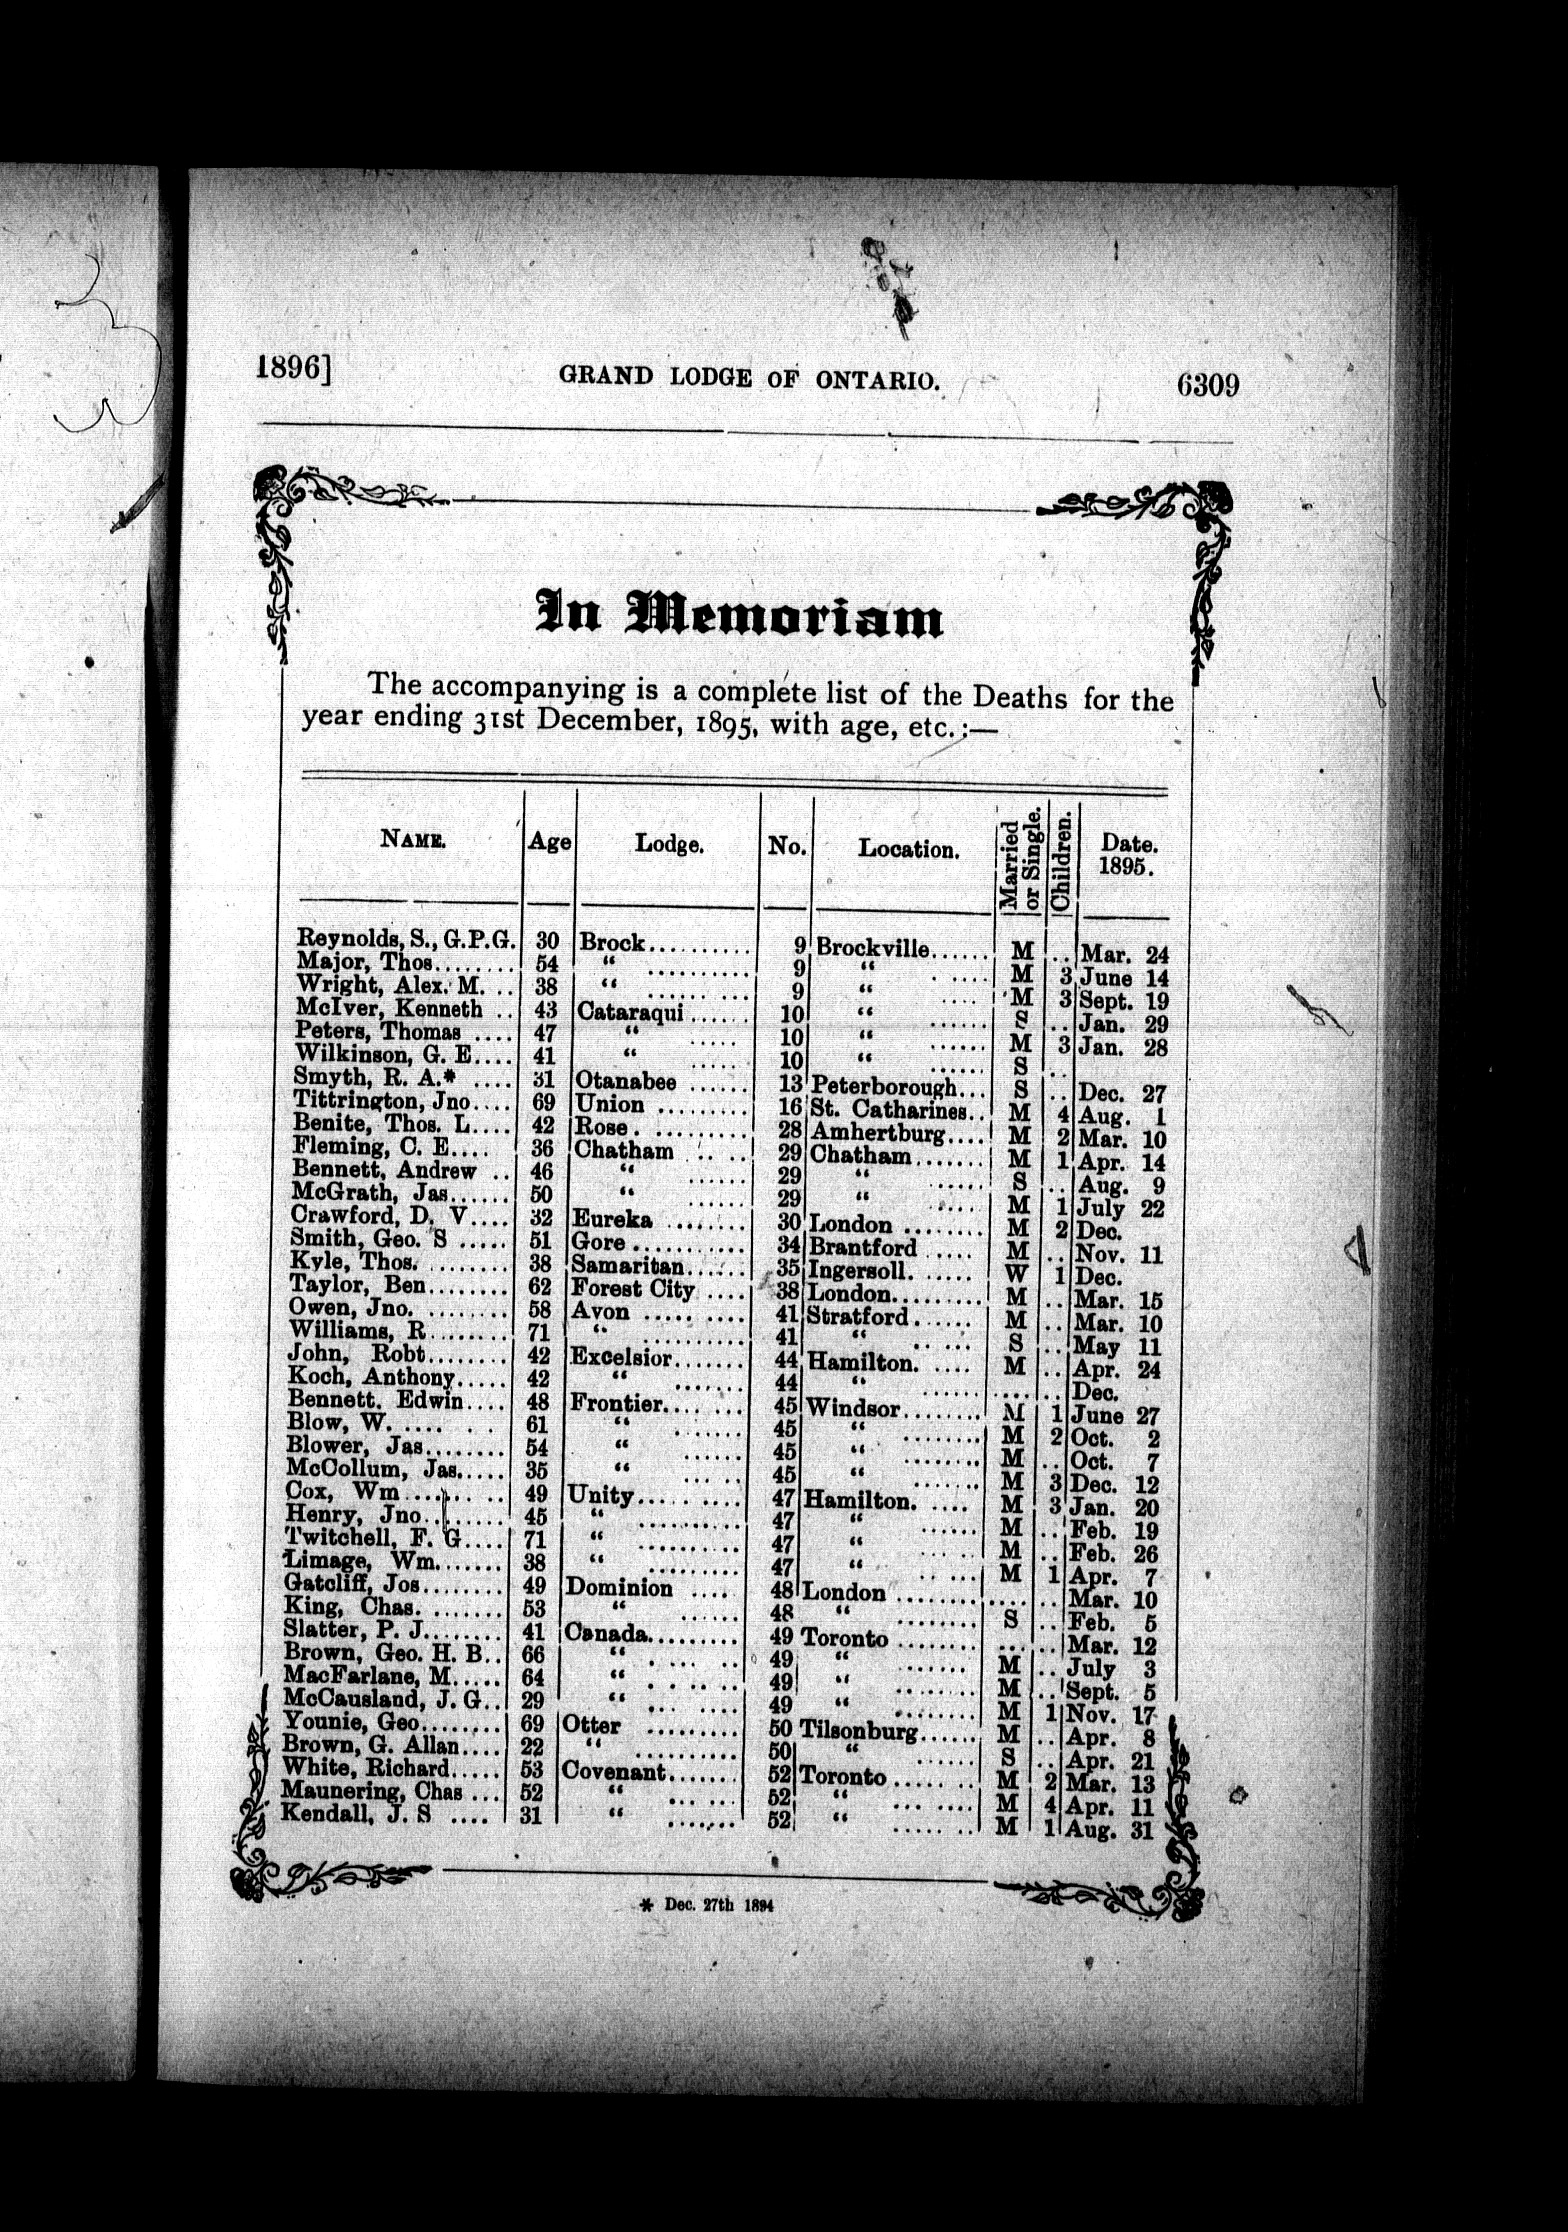 1896] GRAND LODGE OF ONTARIO. 6309
In Memoriam
The accompanying is a complete list of the Deaths for the
year ending 31st December, 1895, with age, etc.:—
NAME. Age Lodge. No. Location. Married or Single. Children. Date. 1895.
Reynolds, S., G.P.G. 30 Brock.......... 9 Brockville...... M .. Mar. 24
Major, Thos........ 54 " .......... 9 " ..... M 3 June 14
Wright, Alex. M. .. 38 " ...... ... 9 " .... M 3 Sept. 19
McIver, Kenneth .. 43 Cataraqui ...... 10 " ...... S .. Jan. 29
Peters, Thomas .... 47 " ..... 10 " ...... M 3 Jan. 28
Wilkinson, G. E.... 41 " ...... 10 " ...... S ..
Smyth, R. A.* .... 31 Otanabee ...... 13 Peterborough... S .. Dec. 27
Tittrington, Jno.... 69 Union ......... 16 St. Catharines.. M 4 Aug. 1
Benite, Thos. L.... 42 Rose. ......... 28 Amhertburg.... M 2 Mar. 10
Fleming, C. E.... 36 Chatham .. .. 29 Chatham....... M 1 Apr. 14
Bennett, Andrew .. 46 " ...... 29 " ...... S .. Aug. 9
McGrath, Jas...... 50 " ...... 29 " ..... M 1 July 22
Crawford, D. V.... 32 Eureka ........ 30 London ........ M 2 Dec.
Smith, Geo. S ..... 51 Gore ........... 34 Brantford ..... M .. Nov. 11
Kyle, Thos. ........ 38 Samaritan...... 35 Ingersoll. ...... W 1 Dec.
Taylor, Ben........ 62 Forest City .... 38 London......... M .. Mar. 15
Owen, Jno. ........ 58 Avon ..... .... 41 Stratford ...... M .. Mar. 10
Williams, R........ 71 " .......... 41 " .. ... S .. May 11
John, Robt........ 42 Excelsior....... 44 Hamilton. .... M .. Apr. 24
Koch, Anthony..... 42 " ....... 44 " ...... .... .. Dec.
Bennett. Edwin.... 48 Frontier.... ... 45 Windsor........ M 1 June 27
Blow, W. .... . . 61 " ....... 45 " ........ M 2 Oct. 2
Blower, Jas........ 54 " ...... 45 " ........ M .. Oct. 7
McCollum, Jas..... 35 " ... .. 45 " ....... M 3 Dec. 12
Cox, Wm ..... .. 49 Unity..... .... 47 Hamilton. .... M 3 Jan. 20
Henry, Jno........ 45 " .......... 47 " ...... M .. Feb. 19
Twitchell, F. G.... 71 " .......... 47 " ... .. M .. Feb. 26
Limage, Wm....... 38 " ......... 47 " .. ... M 1 Apr. 7
Gatcliff, Jos........ 49 Dominion .... 48 London ........ .... .. Mar. 10
King, Chas. ....... 53 " ...... 48 " ........ S .. Feb. 5
Slatter, P. J........ 41 Canada......... 49 Toronto ........ ... .. Mar. 12
Brown, Geo. H. B.. 66 " . ... .. 49 " ....... M .. July 3
MacFarlane, M..... 64 " . .. ... 49 " ........ M .. Sept. 5
McCausland, J. G.. 29 " ... .... 49 " ........ M 1 Nov. 17
Younie, Geo........ 69 Otter ......... 50 Tilsonburg...... M .. Apr. 8
Brown, G. Allan.... 22 " .......... 50 " ...... S .. Apr. 21
White, Richard..... 53 Covenant....... 52 Toronto ..... .. M 2 Mar. 13
Maunering, Chas ... 52 " ... ... 52 " ... .... M 4 Apr. 11
Kendall, J. S .... 31 " ....... 52 " ..... .. M 1 Aug. 31
* Dec. 27th 1894